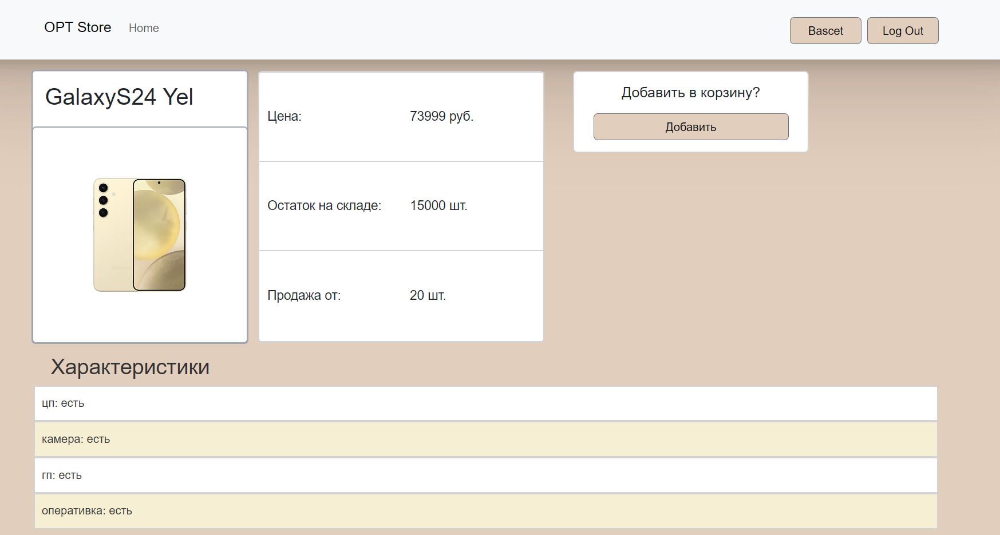 OPT Store
Home
Bascet
Log Out
GalaxyS24 Yel
Цена:
73999 руб.
Остаток на складе:
15000 шт.
Продажа от:
20 шт.
Добавить в корзину?
Добавить
Характеристики
цп: есть
камера: есть
гп: есть
оперативка: есть